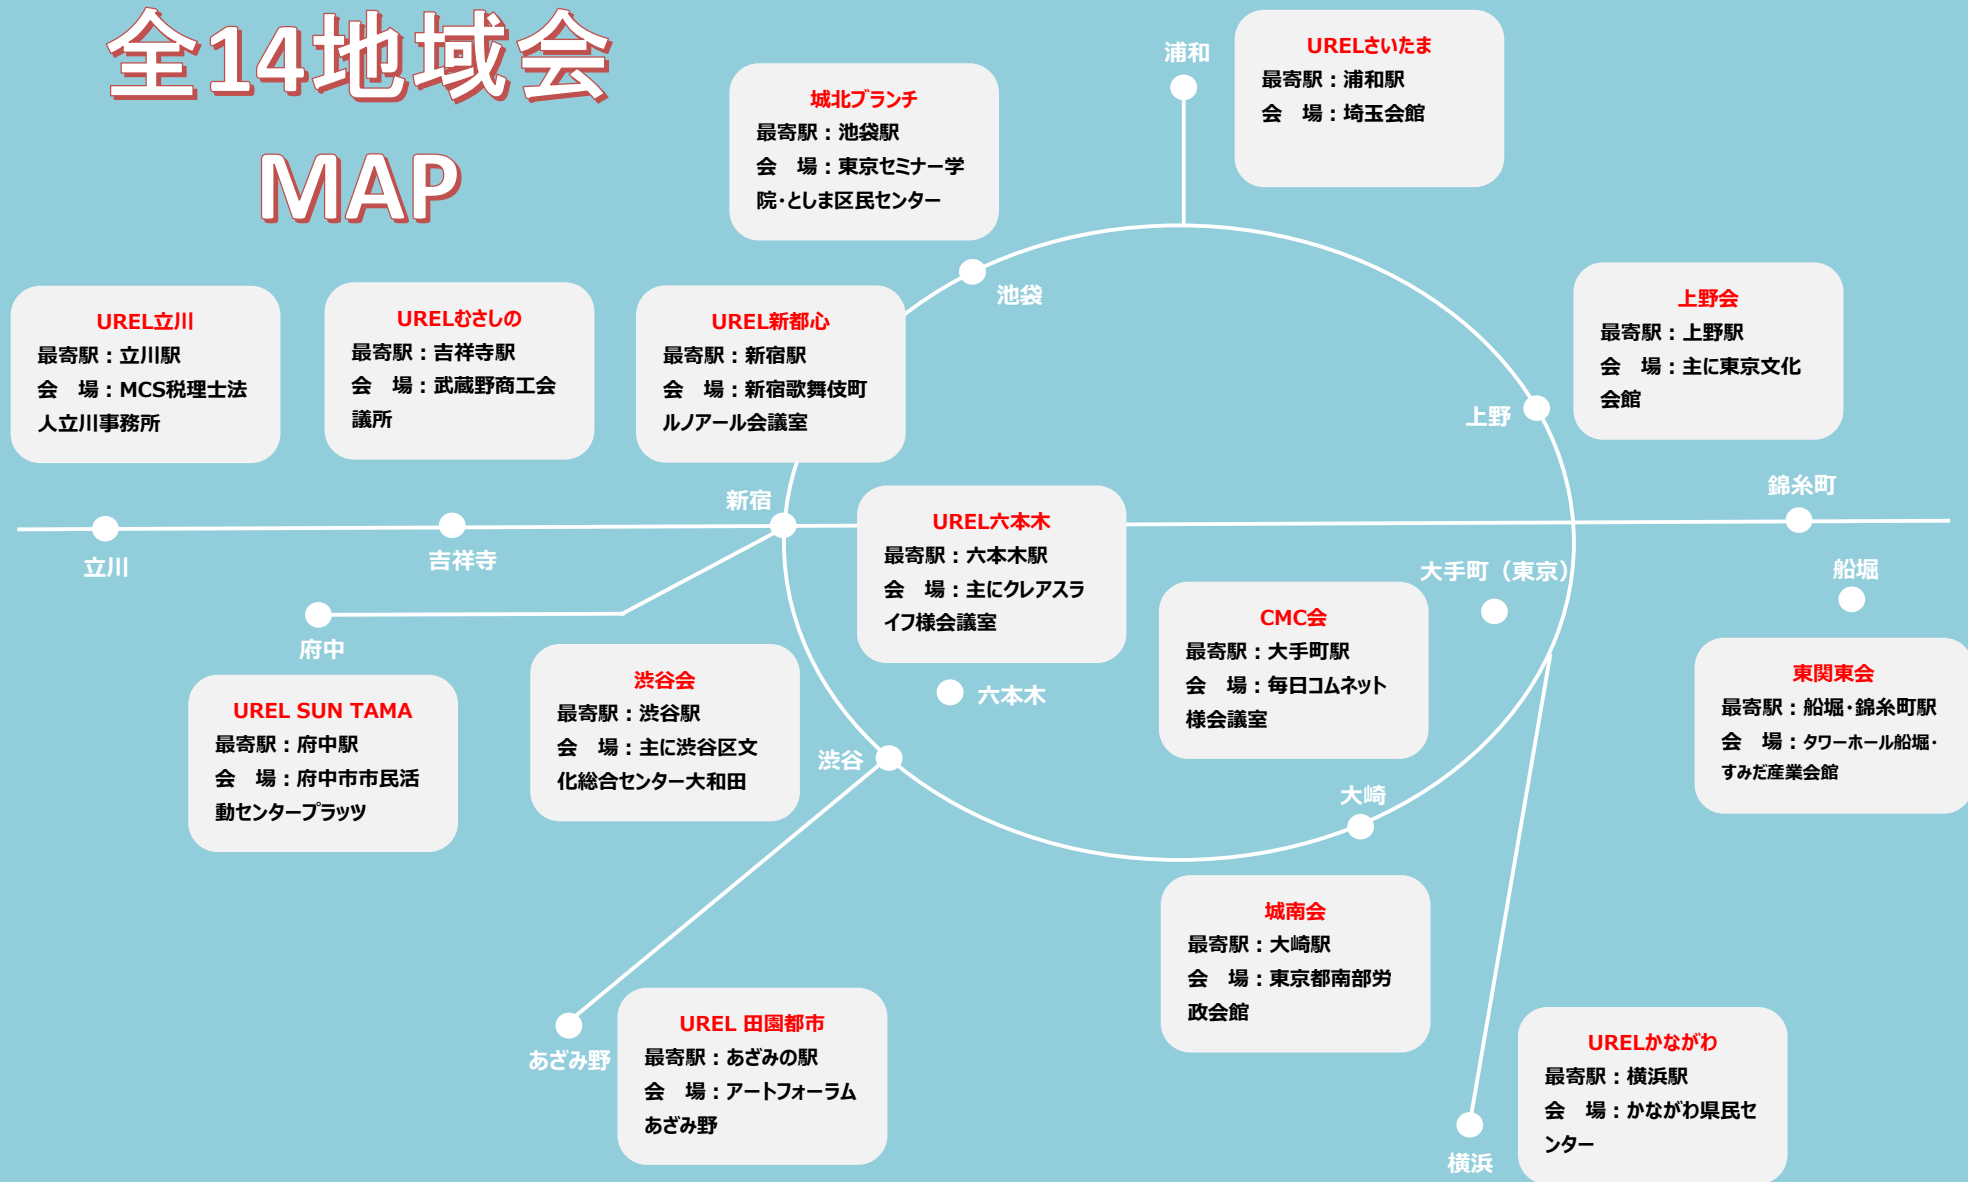 全14地域会
MAP
浦和
URELさいたま
最寄駅：浦和駅
会　場：埼玉会館
城北ブランチ
最寄駅：池袋駅
会　場：東京セミナー学
院・としま区民センター
池袋
UREL立川
最寄駅：立川駅
会　場：MCS税理士法
人立川事務所
URELむさしの
最寄駅：吉祥寺駅
会　場：武蔵野商工会
議所
UREL新都心
最寄駅：新宿駅
会　場：新宿歌舞伎町
ルノアール会議室
上野会
最寄駅：上野駅
会　場：主に東京文化
会館
上野
新宿
錦糸町
立川
吉祥寺
UREL六本木
最寄駅：六本木駅
会　場：主にクレアスラ
イフ様会議室
大手町（東京）
船堀
府中
CMC会
最寄駅：大手町駅
会　場：毎日コムネット
様会議室
六本木
渋谷会
最寄駅：渋谷駅
会　場：主に渋谷区文
化総合センター大和田
渋谷
UREL SUN TAMA
最寄駅：府中駅
会　場：府中市市民活
動センタープラッツ
東関東会
最寄駅：船堀・錦糸町駅
会　場：タワーホール船堀・
すみだ産業会館
大崎
城南会
最寄駅：大崎駅
会　場：東京都南部労
政会館
あざみ野
UREL 田園都市
最寄駅：あざみの駅
会　場：アートフォーラム
あざみ野
URELかながわ
最寄駅：横浜駅
会　場：かながわ県民セ
ンター
横浜